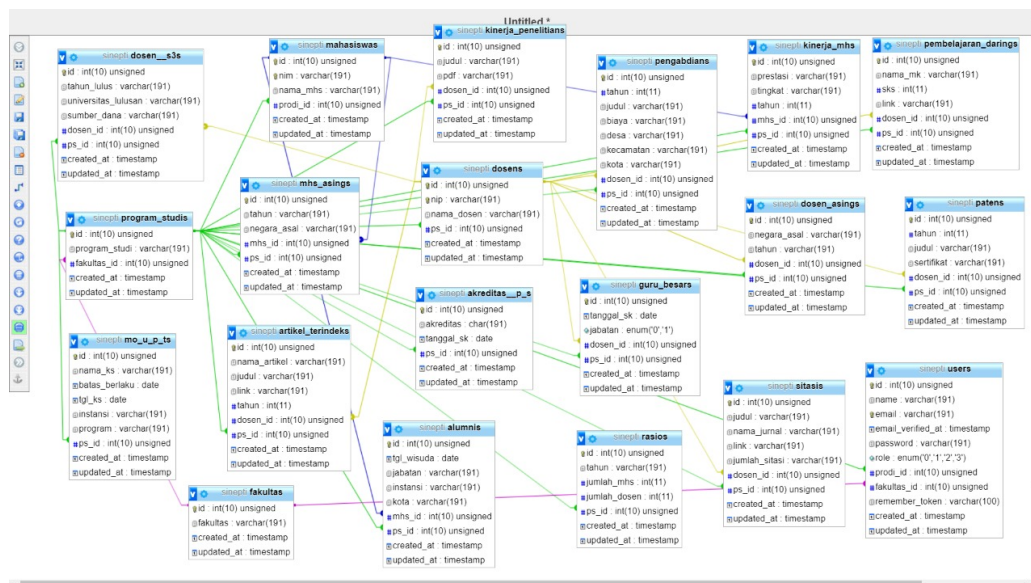 Untitled *
sinopti dosen__s3s
id : int(10) unsigned
tahun_lulus : varchar(191)
universitas_lulusan : varchar(191)
sumber_dana : varchar(191)
dosen_id : int(10) unsigned
ps_id : int(10) unsigned
created_at : timestamp
updated_at : timestamp
sinopti mahasiswas
id : int(10) unsigned
nim : varchar(191)
nama_mhs : varchar(191)
prodi_id : int(10) unsigned
created_at : timestamp
updated_at : timestamp
sinopti kinerja_penelitians
id : int(10) unsigned
judul : varchar(191)
pdf : varchar(191)
dosen_id : int(10) unsigned
ps_id : int(10) unsigned
created_at : timestamp
updated_at : timestamp
sinopti pengabdians
id : int(10) unsigned
tahun : int(11)
judul : varchar(191)
biaya : varchar(191)
desa : varchar(191)
kecamatan : varchar(191)
kota : varchar(191)
dosen_id : int(10) unsigned
ps_id : int(10) unsigned
created_at : timestamp
updated_at : timestamp
sinopti kinerja_mhs
id : int(10) unsigned
prestasi : varchar(191)
tingkat : varchar(191)
tahun : int(11)
mhs_id : int(10) unsigned
ps_id : int(10) unsigned
created_at : timestamp
updated_at : timestamp
sinopti pembelajaran_darings
id : int(10) unsigned
nama_mk : varchar(191)
sks : int(11)
link : varchar(191)
dosen_id : int(10) unsigned
ps_id : int(10) unsigned
created_at : timestamp
updated_at : timestamp
sinopti program_studis
id : int(10) unsigned
program_studi : varchar(191)
fakultas_id : int(10) unsigned
created_at : timestamp
updated_at : timestamp
sinopti mhs_asings
id : int(10) unsigned
tahun : varchar(191)
negara_asal : varchar(191)
mhs_id : int(10) unsigned
ps_id : int(10) unsigned
created_at : timestamp
updated_at : timestamp
sinopti dosens
id : int(10) unsigned
nip : varchar(191)
nama_dosen : varchar(191)
ps_id : int(10) unsigned
created_at : timestamp
updated_at : timestamp
sinopti dosen_asings
id : int(10) unsigned
negara_asal : varchar(191)
tahun : varchar(191)
dosen_id : int(10) unsigned
ps_id : int(10) unsigned
created_at : timestamp
updated_at : timestamp
sinopti patens
id : int(10) unsigned
tahun : int(11)
judul : varchar(191)
sertifikat : varchar(191)
dosen_id : int(10) unsigned
ps_id : int(10) unsigned
created_at : timestamp
updated_at : timestamp
sinopti mo_u_p_ts
id : int(10) unsigned
nama_ks : varchar(191)
batas_berlaku : date
tgl_ks : date
instansi : varchar(191)
program : varchar(191)
ps_id : int(10) unsigned
created_at : timestamp
updated_at : timestamp
sinopti artikel_terindeks
id : int(10) unsigned
nama_artikel : varchar(191)
judul : varchar(191)
link : varchar(191)
tahun : int(11)
dosen_id : int(10) unsigned
ps_id : int(10) unsigned
created_at : timestamp
updated_at : timestamp
sinopti akreditas__p_s
id : int(10) unsigned
akreditas : char(191)
tanggal_sk : date
ps_id : int(10) unsigned
created_at : timestamp
updated_at : timestamp
sinopti guru_besars
id : int(10) unsigned
tanggal_sk : date
jabatan : enum('0','1')
dosen_id : int(10) unsigned
ps_id : int(10) unsigned
created_at : timestamp
updated_at : timestamp
sinopti fakultas
id : int(10) unsigned
fakultas : varchar(191)
created_at : timestamp
updated_at : timestamp
sinopti alumnis
id : int(10) unsigned
tgl_wisuda : date
jabatan : varchar(191)
instansi : varchar(191)
kota : varchar(191)
mhs_id : int(10) unsigned
ps_id : int(10) unsigned
created_at : timestamp
updated_at : timestamp
sinopti rasios
id : int(10) unsigned
tahun : varchar(191)
jumlah_mhs : int(11)
jumlah_dosen : int(11)
ps_id : int(10) unsigned
created_at : timestamp
updated_at : timestamp
sinopti sitasis
id : int(10) unsigned
judul : varchar(191)
nama_jurnal : varchar(191)
link : varchar(191)
jumlah_sitasi : varchar(191)
dosen_id : int(10) unsigned
ps_id : int(10) unsigned
created_at : timestamp
updated_at : timestamp
sinopti users
id : int(10) unsigned
name : varchar(191)
email : varchar(191)
email_verified_at : timestamp
password : varchar(191)
role : enum('0','1','2','3')
prodi_id : int(10) unsigned
fakultas_id : int(10) unsigned
remember_token : varchar(100)
created_at : timestamp
updated_at : timestamp